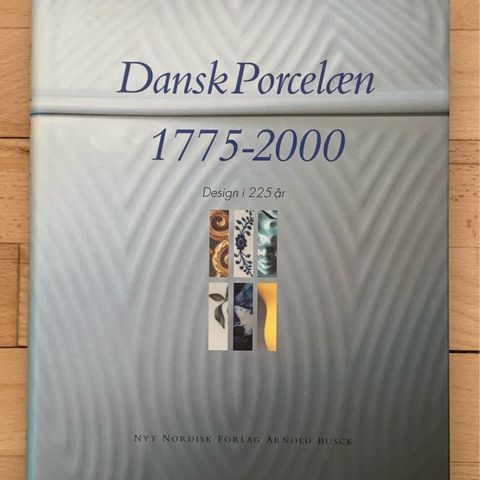 Dansk Porcelæn
1775-2000
Design i 225 år
NYT NORDISK FORLAG ARNOLD BUSCK